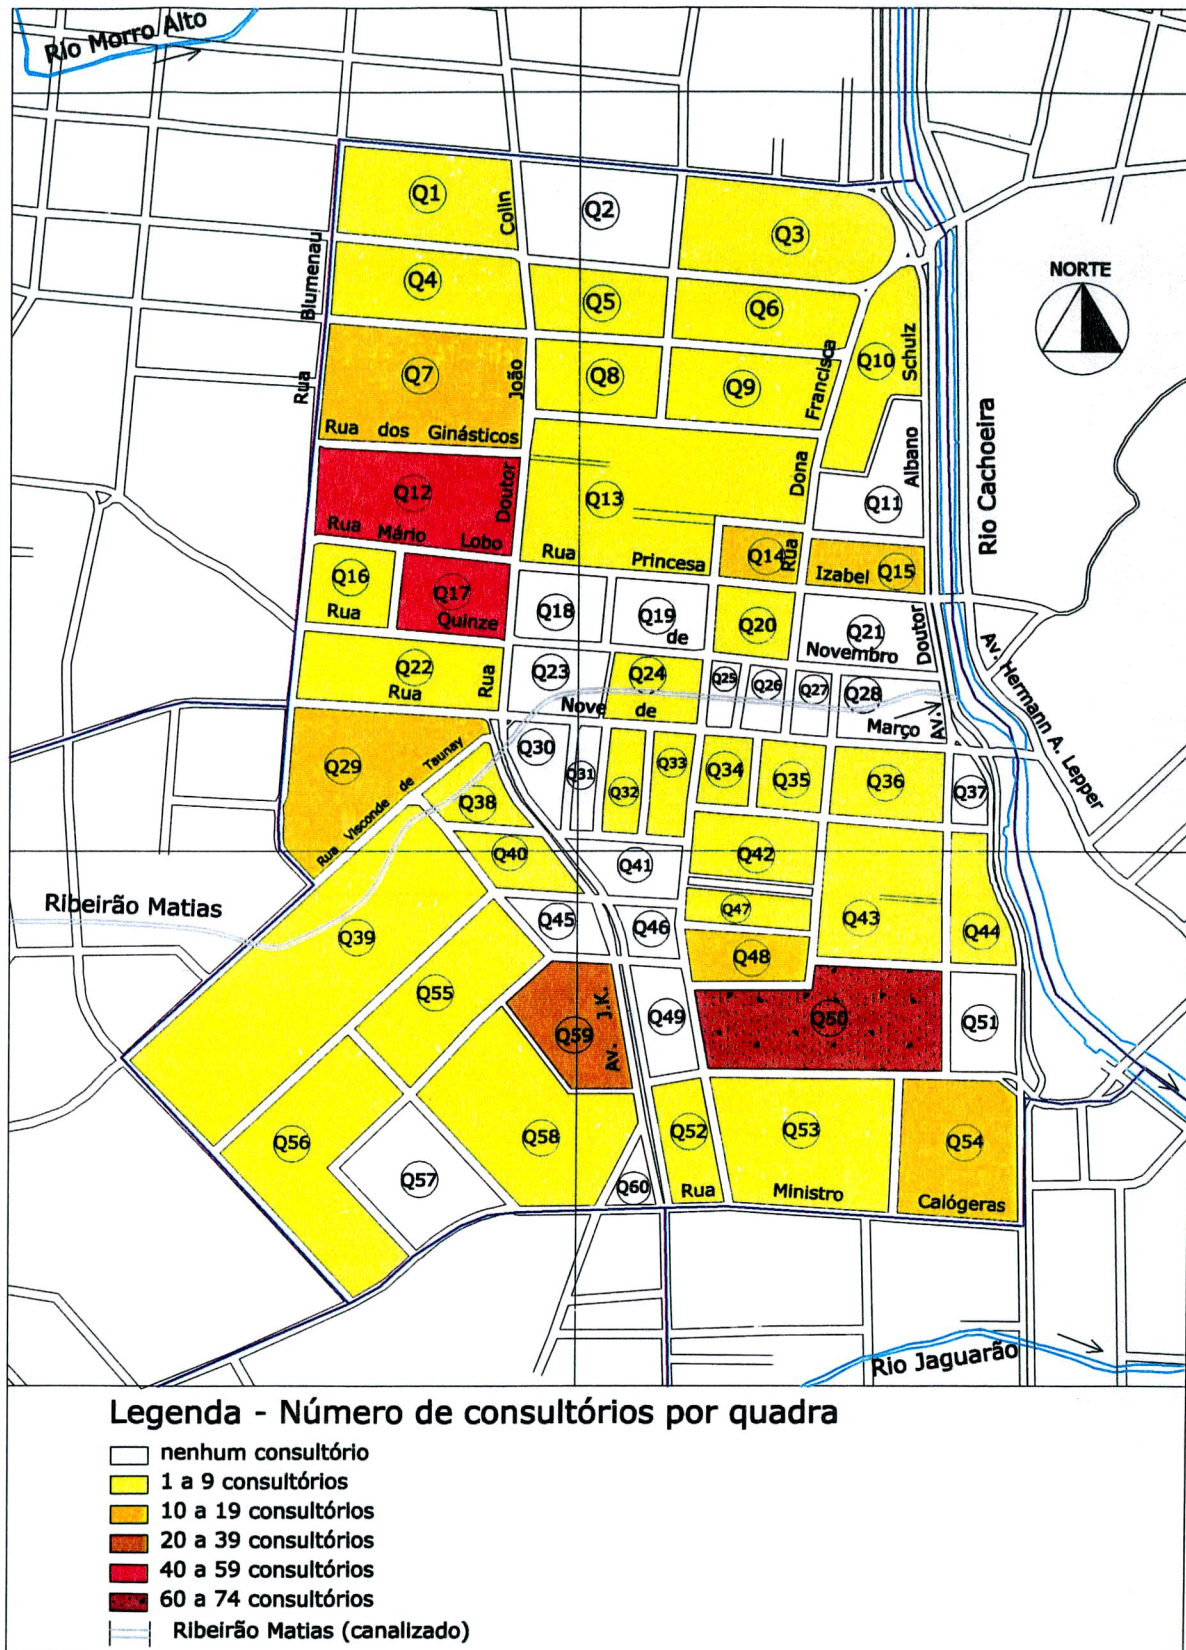 Rio Morro Alto
Q1
Colin
Q2
Q3
Blumenau
Q4
Q5
Q6
NORTE
Rua
Q7
João
Q8
Q9
Francisca
Q10
Schulz
Rua dos Ginásticos
Rio Cachoeira
Q12
Doutor
Q13
Dona
Q11
Albano
Rua Mário Lobo
Rua Princesa
Q14
Rua
Izabel
Q15
Q16
Rua
Q17
Quinze
Q18
Q19
de
Q20
Q21
Novembro
Doutor
Av. Hermann A. Lepper
Q22
Rua
Rua
Q23
Q24
Q25
Q26
Q27
Q28
Nove de
Março
Av.
Q29
Rua Visconde de Taunay
Q30
Q31
Q32
Q33
Q34
Q35
Q36
Q37
Q38
Q40
Q41
Q42
Ribeirão Matias
Q39
Q45
Q46
Q47
Q43
Q44
Q48
Q55
Q59
Av. J.K.
Q49
Q50
Q51
Q56
Q57
Q58
Q60
Q52
Q53
Q54
Rua Ministro Calógeras
Rio Jaguarão
Legenda - Número de consultórios por quadra
nenhum consultório
1 a 9 consultórios
10 a 19 consultórios
20 a 39 consultórios
40 a 59 consultórios
60 a 74 consultórios
Ribeirão Matias (canalizado)